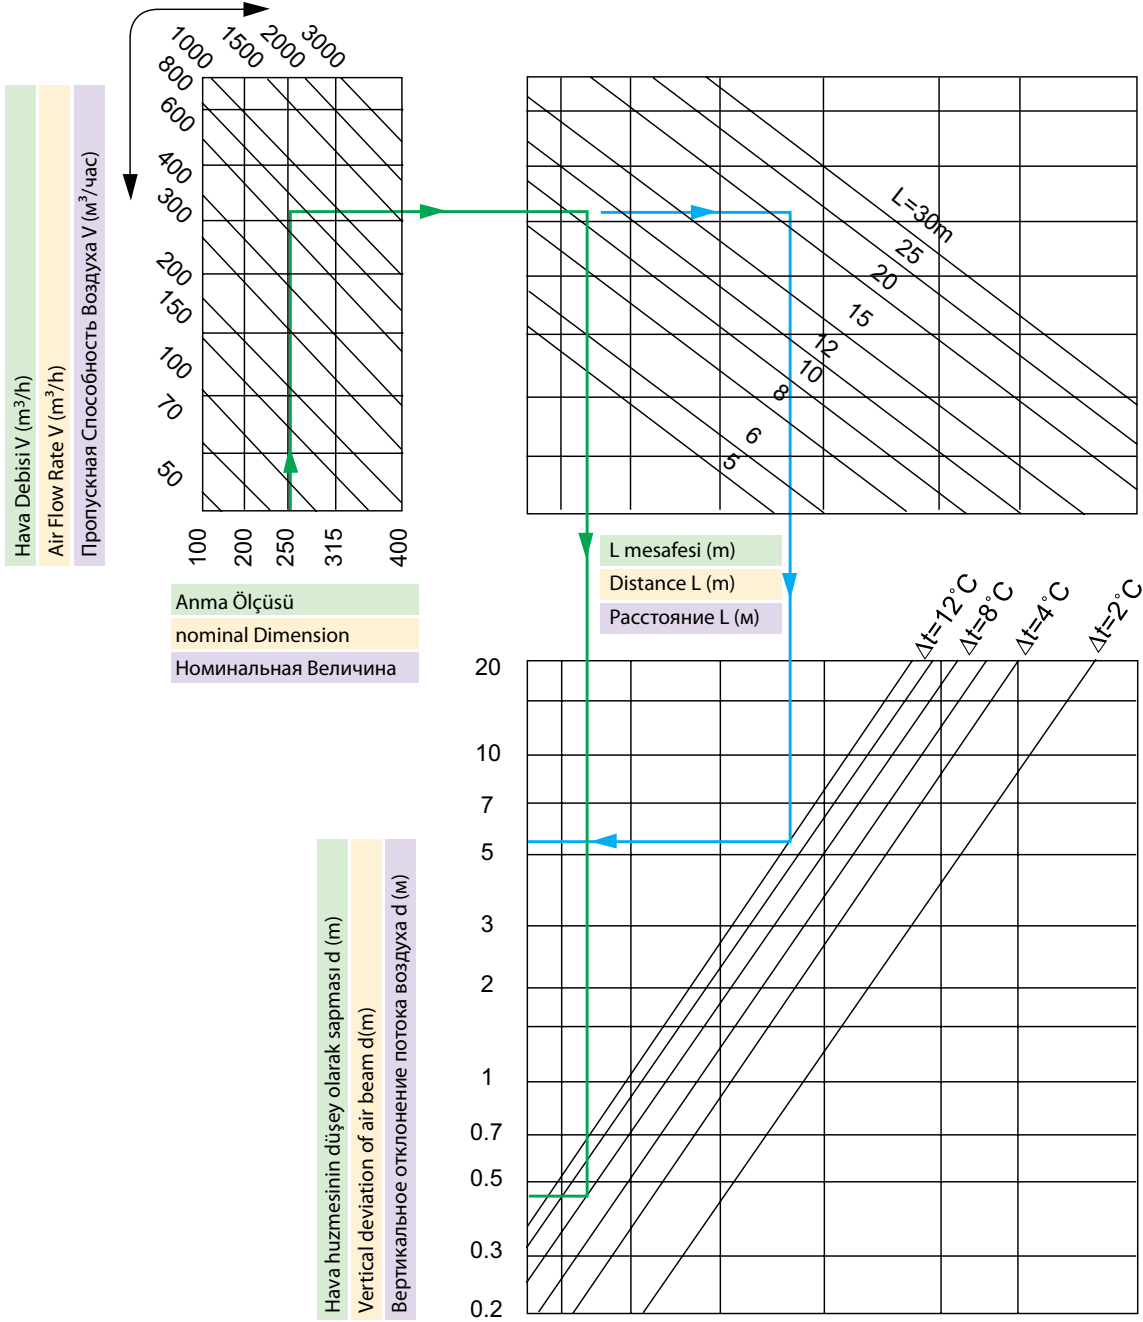 1000
1500
2000
3000
800
600
400
300
200
150
100
70
50
Hava Debisi V (m³/h)
Air Flow Rate V (m³/h)
Пропускная Способность Воздуха V (м³/час)
100
200
250
315
400
Anma Ölçüsü
nominal Dimension
Номинальная Величина
L=30m
25
20
15
12
10
8
6
5
L mesafesi (m)
Distance L (m)
Расстояние L (м)
Δt=12°C
Δt=8°C
Δt=4°C
Δt=2°C
20
10
7
5
3
2
1
0.7
0.5
0.3
0.2
Hava huzmesinin düşey olarak sapması d (m)
Vertical deviation of air beam d(m)
Вертикальное отклонение потока воздуха d (м)